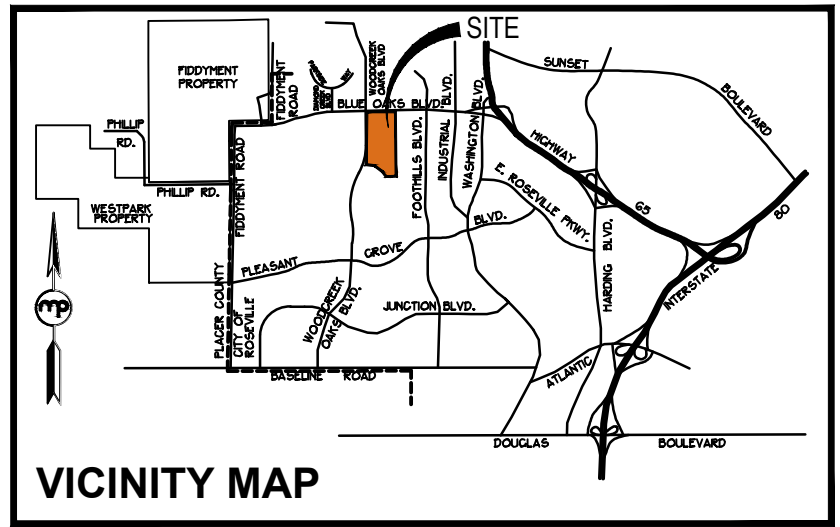 SITE
FIDDYMENT
PROPERTY
FIDDYMENT
ROAD
WAY
WOODCREEK
OAKS BLVD
BLUE OAKS BLVD.
SUNSET
BOULEVARD
PHILLIP
RD.
PHILLIP RD.
WESTPARK
PROPERTY
FIDDYMENT ROAD
FOOTHILLS BLVD.
INDUSTRIAL BLVD.
WASHINGTON BLVD.
HIGHWAY
65
E. ROSEVILLE PKWY.
HARDING BLVD.
INTERSTATE
80
PLEASANT GROVE BLVD.
PLACER COUNTY
CITY OF
ROSEVILLE
WOODCREEK
OAKS BLVD.
JUNCTION BLVD.
ATLANTIC
BASELINE ROAD
DOUGLAS BOULEVARD
mp
VICINITY MAP